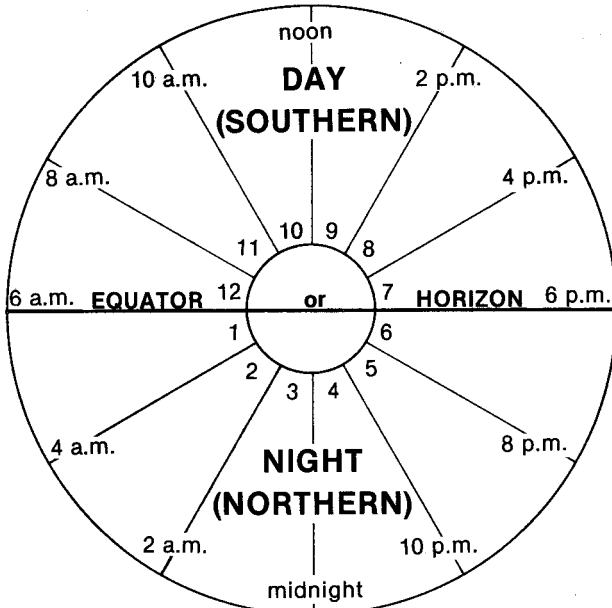 noon
10 a.m. DAY 2 p.m.
(SOUTHERN)
8 a.m. 4 p.m.
11 10 9 8
6 a.m. EQUATOR 12 or 7 HORIZON 6 p.m.
1 2 3 4 5 6
4 a.m. 8 p.m.
NIGHT
(NORTHERN)
2 a.m. 10 p.m.
midnight